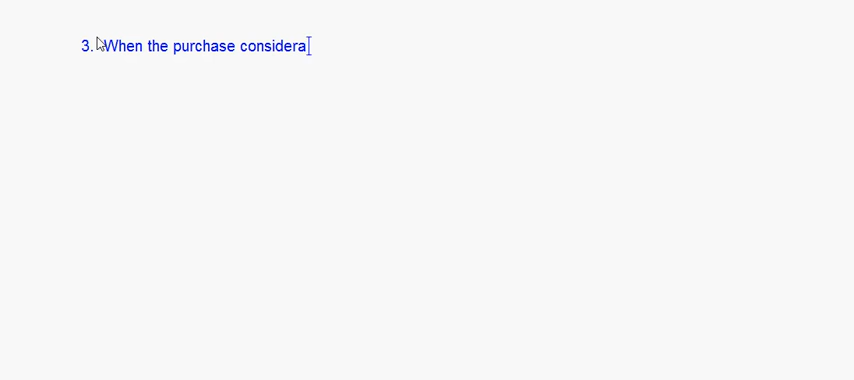 3. When the purchase considera